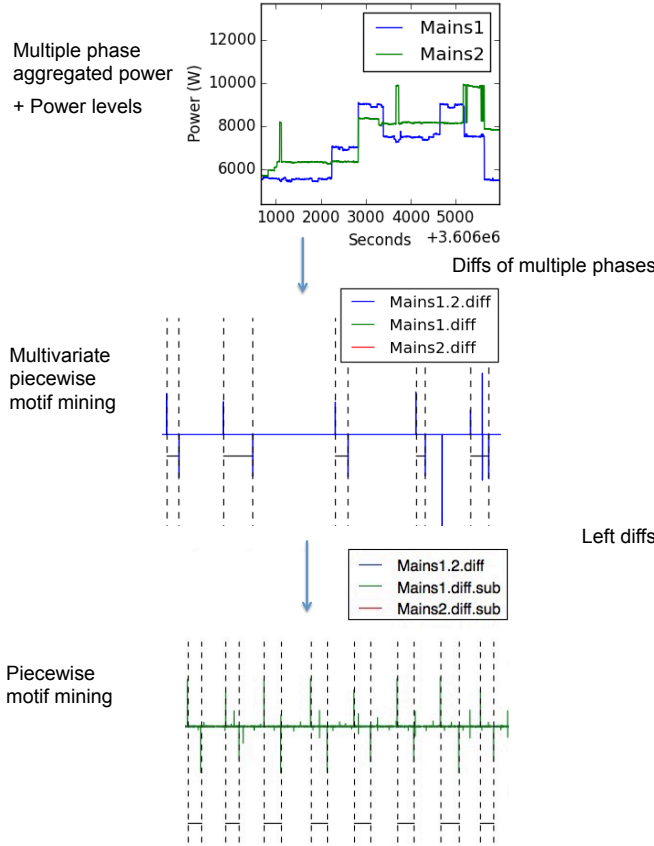 Multiple phase
aggregated power
+ Power levels
Mains1
Mains2
Power (W)
12000
10000
8000
6000
1000 2000 3000 4000 5000
Seconds +3.606e6
Diffs of multiple phases
Mains1.2.diff
Mains1.diff
Mains2.diff
Multivariate
piecewise
motif mining
Left diffs
Mains1.2.diff
Mains1.diff.sub
Mains2.diff.sub
Piecewise
motif mining